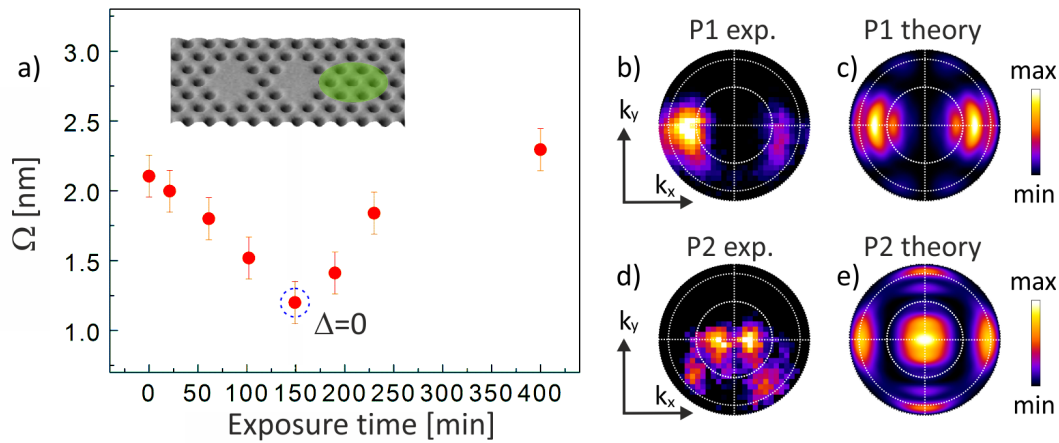 a)
Ω [nm]
3.0
2.5
2.0
1.5
1.0
Δ=0
0 50 100 150 200 250 300 350 400
Exposure time [min]
P1 exp.
P1 theory
b)
c)
k_y
k_x
max
min
P2 exp.
P2 theory
d)
e)
k_y
k_x
max
min